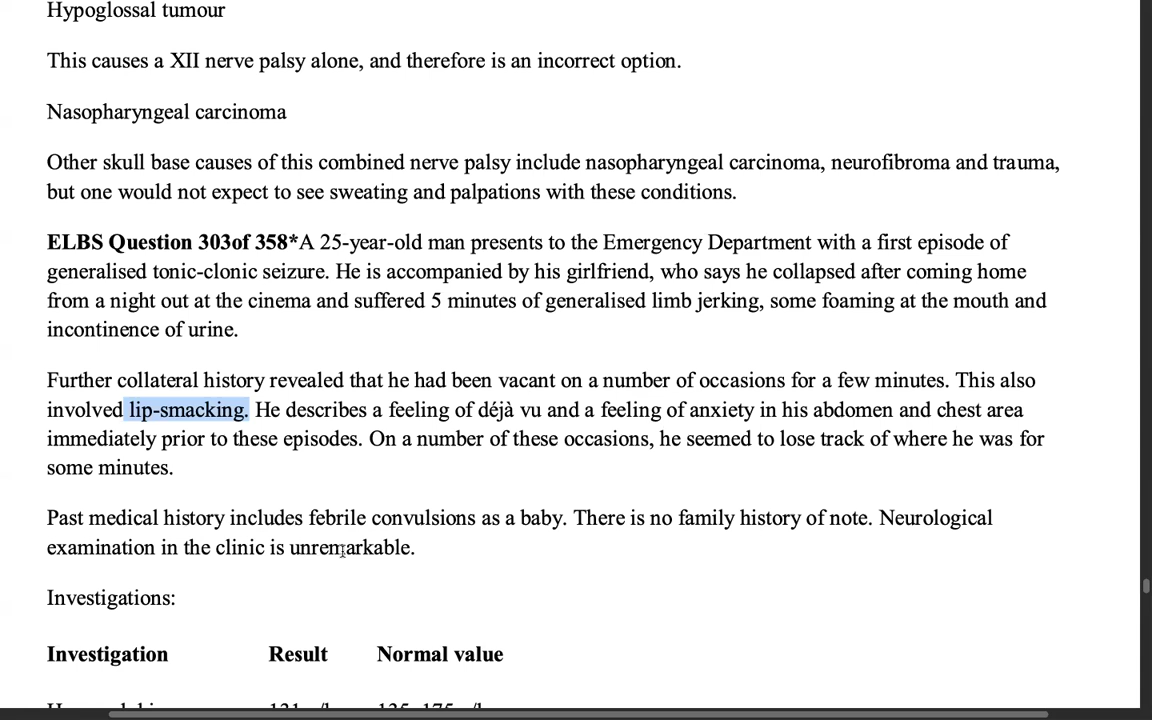 Hypoglossal tumour
This causes a XII nerve palsy alone, and therefore is an incorrect option.
Nasopharyngeal carcinoma
Other skull base causes of this combined nerve palsy include nasopharyngeal carcinoma, neurofibroma and trauma,
but one would not expect to see sweating and palpations with these conditions.
ELBS Question 303of 358*A 25-year-old man presents to the Emergency Department with a first episode of
generalised tonic-clonic seizure. He is accompanied by his girlfriend, who says he collapsed after coming home
from a night out at the cinema and suffered 5 minutes of generalised limb jerking, some foaming at the mouth and
incontinence of urine.
Further collateral history revealed that he had been vacant on a number of occasions for a few minutes. This also
involved lip-smacking. He describes a feeling of déjà vu and a feeling of anxiety in his abdomen and chest area
immediately prior to these episodes. On a number of these occasions, he seemed to lose track of where he was for
some minutes.
Past medical history includes febrile convulsions as a baby. There is no family history of note. Neurological
examination in the clinic is unremarkable.
Investigations:
Investigation Result Normal value